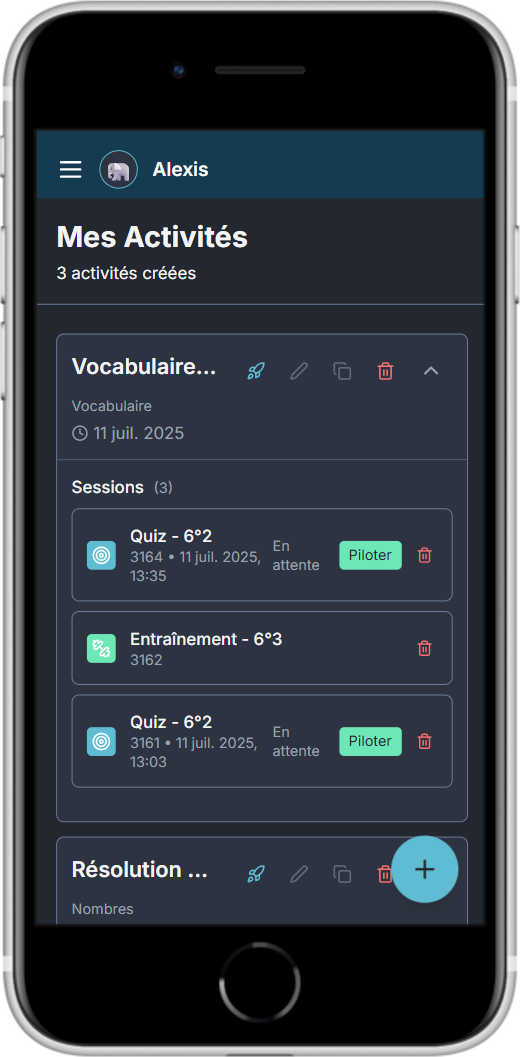 Alexis
Mes Activités
3 activités créées
Vocabulaire...
Vocabulaire
11 juil. 2025
Sessions (3)
Quiz - 6°2
3164 • 11 juil. 2025,
13:35
En
attente
Piloter
Entraînement - 6°3
3162
Quiz - 6°2
3161 • 11 juil. 2025,
13:03
En
attente
Piloter
Résolution ...
Nombres